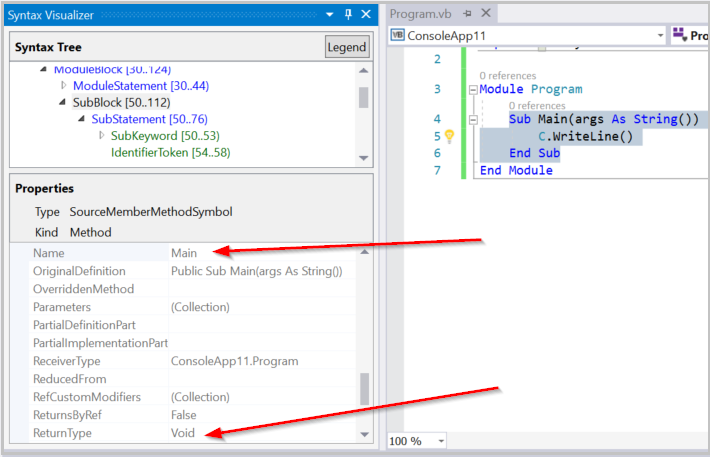 Syntax Visualizer
Syntax Tree
Legend
ModuleBlock [30..124)
ModuleStatement [30..44)
SubBlock [50..112)
SubStatement [50..76)
SubKeyword [50..53)
IdentifierToken [54..58)
Properties
Type SourceMemberMethodSymbol
Kind Method
Name Main
OriginalDefinition Public Sub Main(args As String())
OverriddenMethod
Parameters (Collection)
PartialDefinitionPart
PartialImplementationPart
ReceiverType ConsoleApp11.Program
ReducedFrom
RefCustomModifiers (Collection)
ReturnsByRef False
ReturnType Void
Program.vb
VB ConsoleApp11
Pro
2
0 references
3 Module Program
0 references
4 Sub Main(args As String())
5 C.WriteLine()
6 End Sub
7 End Module
100 %